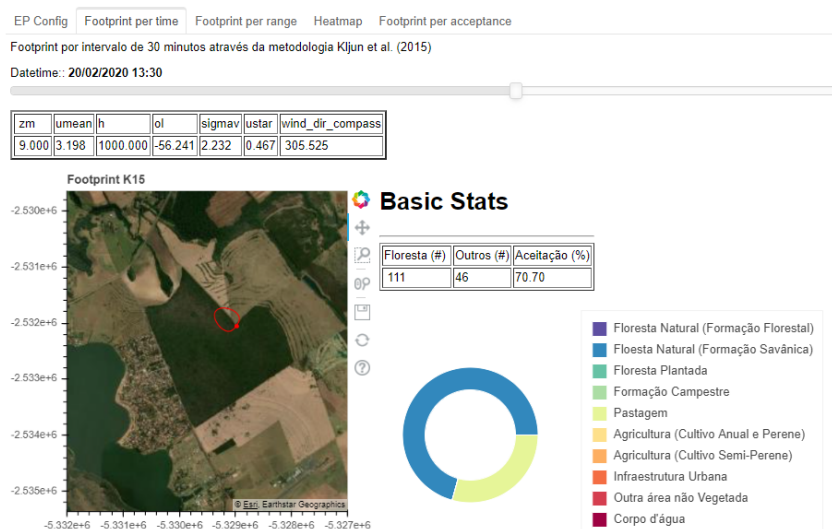 EP Config Footprint per time Footprint per range Heatmap Footprint per acceptance
Footprint por intervalo de 30 minutos através da metodologia Kljun et al. (2015)
Datetime:: 20/02/2020 13:30
zm umean h ol sigmav ustar wind_dir_compass
9.000 3.198 1000.000 -56.241 2.232 0.467 305.525
Footprint K15
Basic Stats
-2.530e+6
-2.531e+6
-2.532e+6
-2.533e+6
-2.534e+6
-2.535e+6
© Esri, Earthstar Geographics
-5.332e+6 -5.331e+6 -5.330e+6 -5.329e+6 -5.328e+6 -5.327e+6
Floresta (#) Outros (#) Aceitação (%)
111 46 70.70
Floresta Natural (Formação Florestal)
Floesta Natural (Formação Savânica)
Floresta Plantada
Formação Campestre
Pastagem
Agricultura (Cultivo Anual e Perene)
Agricultura (Cultivo Semi-Perene)
Infraestrutura Urbana
Outra área não Vegetada
Corpo d'água